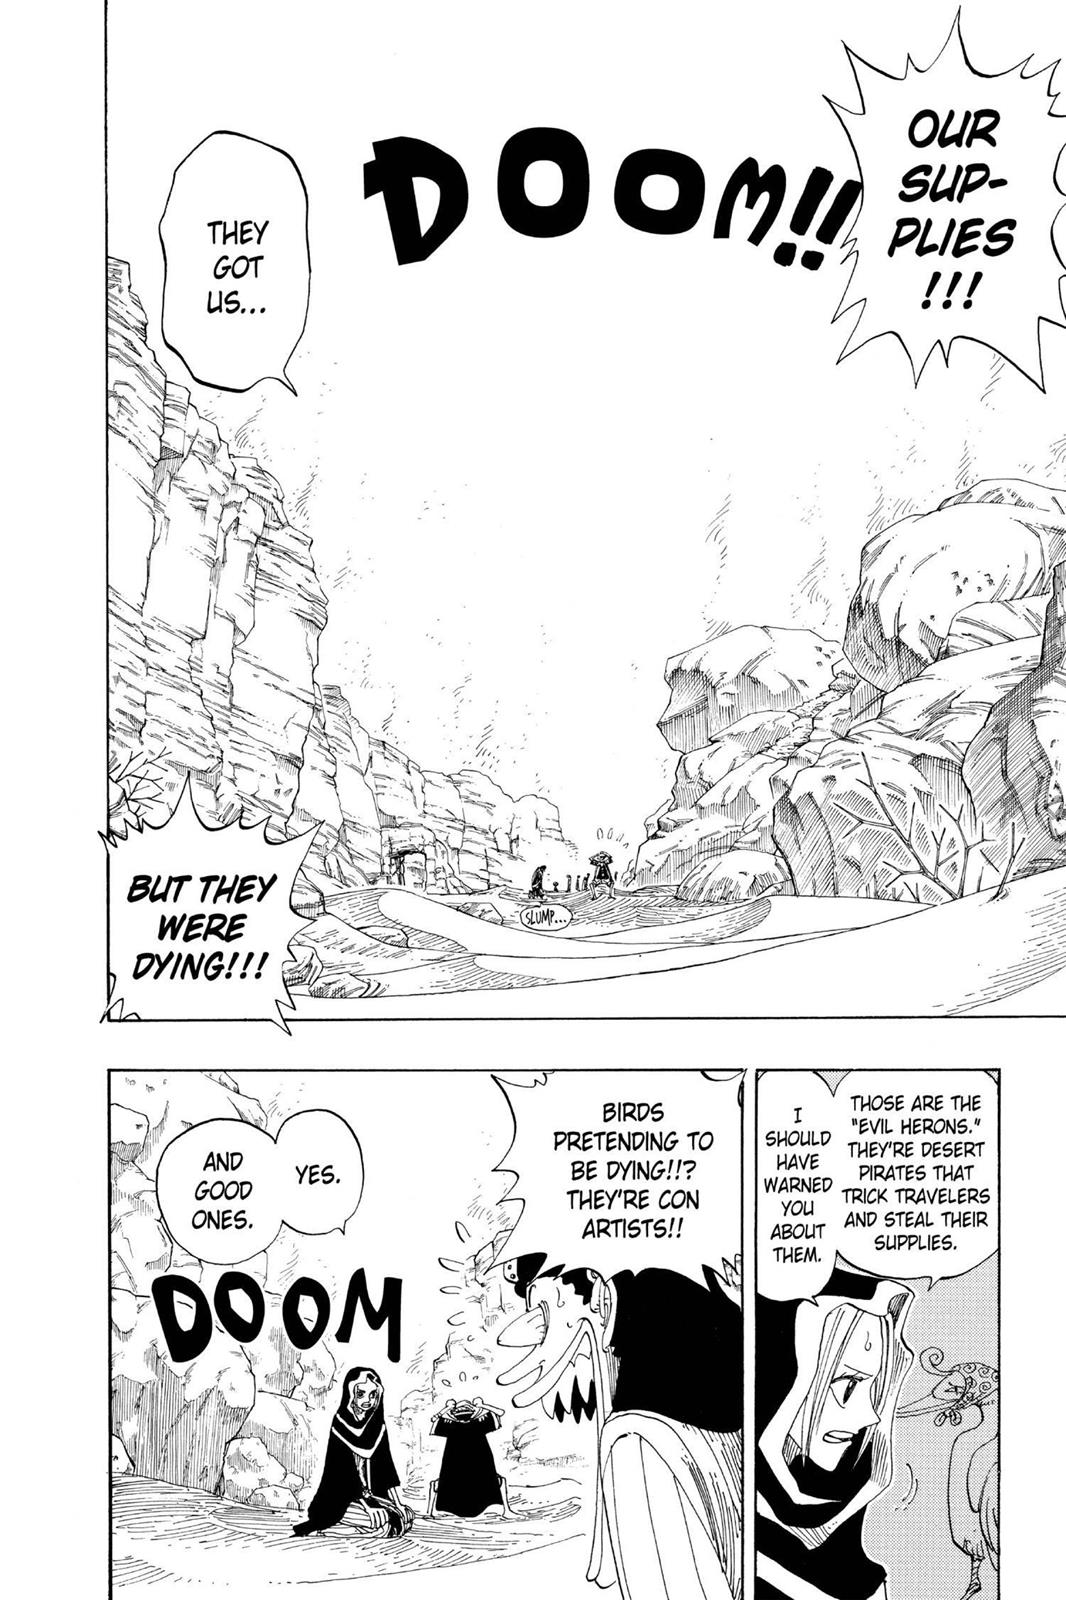 OUR
SUP-
PLIES
!!!
DOOM!!
THEY
GOT
US...
SLUMP...
BUT THEY
WERE
DYING!!!
THOSE ARE THE
"EVIL HERONS."
THEY'RE DESERT
PIRATES THAT
TRICK TRAVELERS
AND STEAL THEIR
SUPPLIES.
I
SHOULD
HAVE
WARNED
YOU
ABOUT
THEM.
BIRDS
PRETENDING TO
BE DYING!!?
THEY'RE CON
ARTISTS!!
YES.
AND
GOOD
ONES.
DOOM